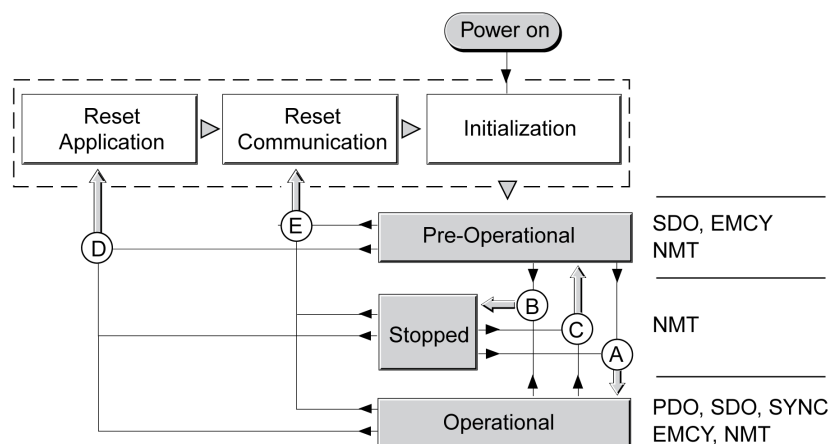 Power on
Reset
Application
Reset
Communication
Initialization
D
E
Pre-Operational
SDO, EMCY
NMT
B
Stopped
C
A
NMT
Operational
PDO, SDO, SYNC
EMCY, NMT